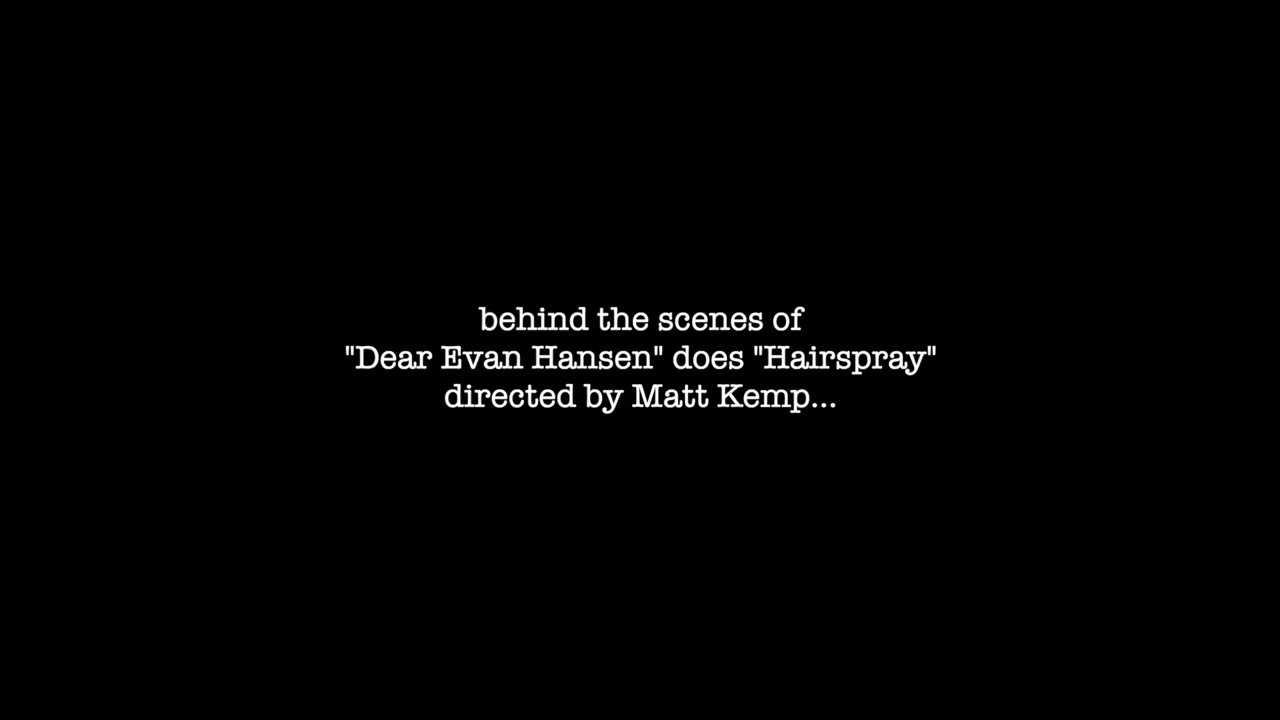 behind the scenes of
"Dear Evan Hansen" does "Hairspray"
directed by Matt Kemp...